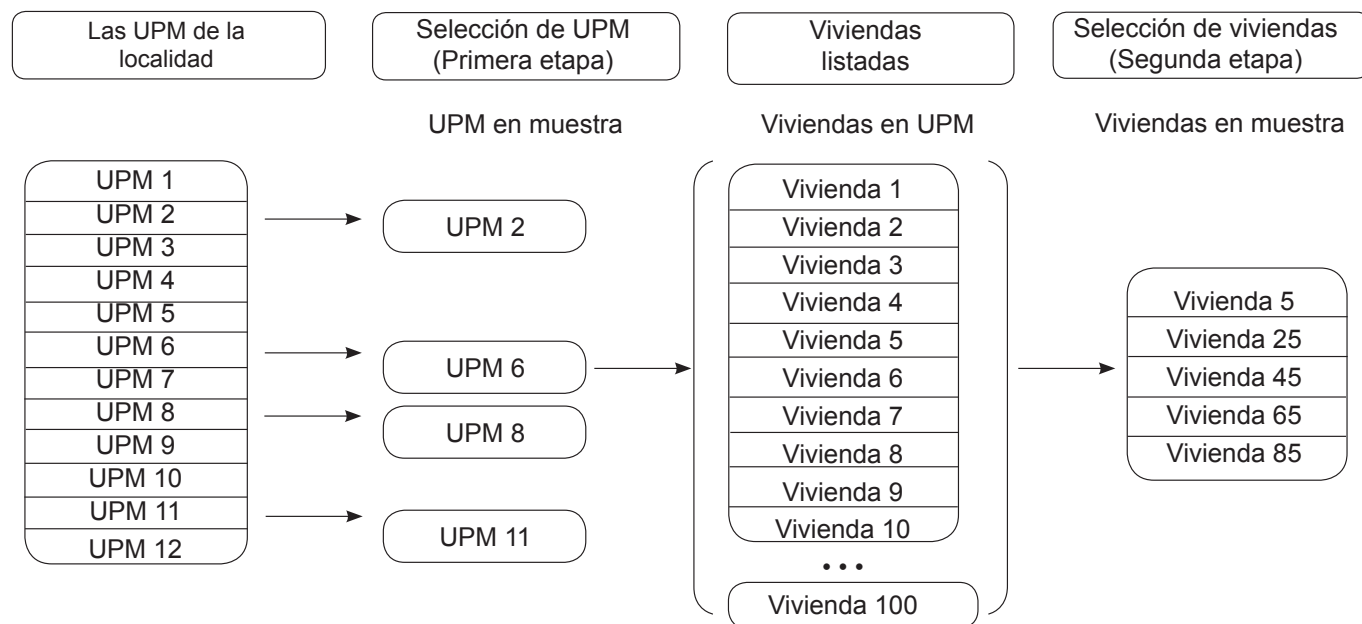 Las UPM de la
localidad
Selección de UPM
(Primera etapa)
Viviendas
listadas
Selección de viviendas
(Segunda etapa)
UPM en muestra
Viviendas en UPM
Viviendas en muestra
UPM 1
UPM 2
UPM 3
UPM 4
UPM 5
UPM 6
UPM 7
UPM 8
UPM 9
UPM 10
UPM 11
UPM 12
UPM 2
UPM 6
UPM 8
UPM 11
Vivienda 1
Vivienda 2
Vivienda 3
Vivienda 4
Vivienda 5
Vivienda 6
Vivienda 7
Vivienda 8
Vivienda 9
Vivienda 10
...
Vivienda 100
Vivienda 5
Vivienda 25
Vivienda 45
Vivienda 65
Vivienda 85